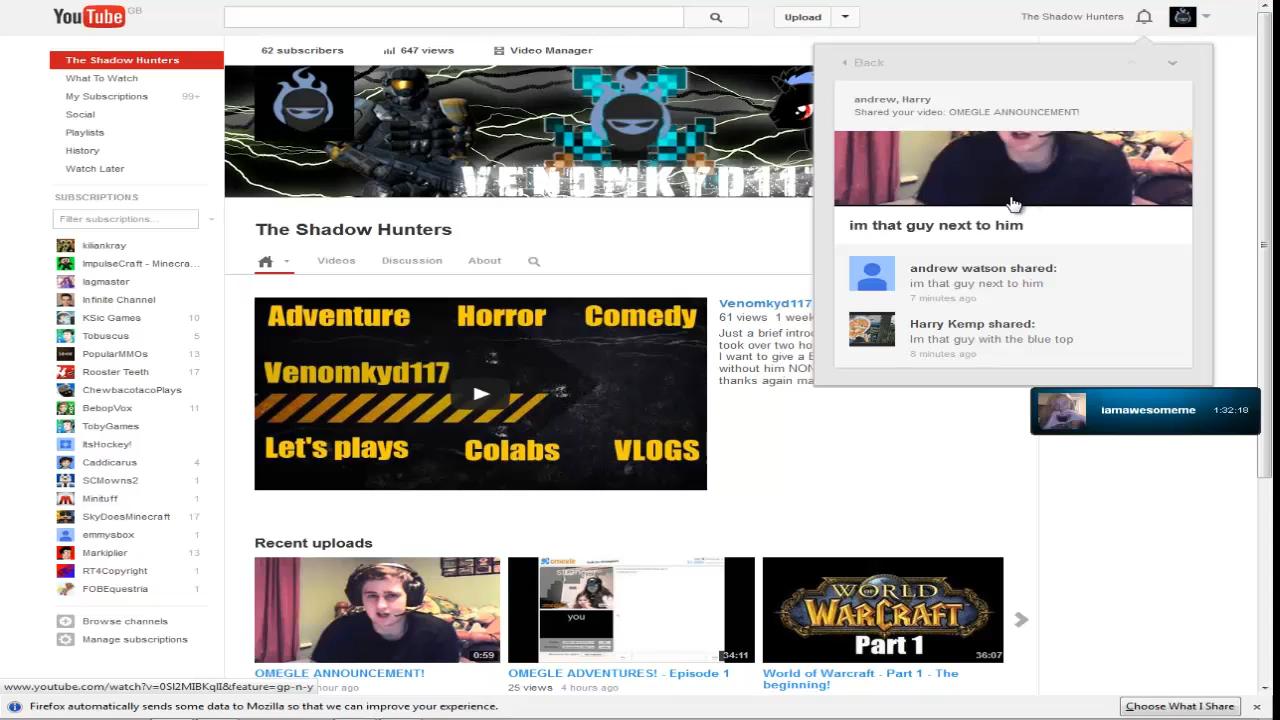 YouTube GB
Upload
The Shadow Hunters
62 subscribers
647 views
Video Manager
The Shadow Hunters
What To Watch
My Subscriptions 99+
Social
Playlists
History
Watch Later
SUBSCRIPTIONS
Filter subscriptions...
kiliankray
ImpulseCraft - Minecra...
lagmaster
Infinite Channel
KSic Games 10
Tobuscus 5
PopularMMOs 13
Rooster Teeth 13
ChewbacotacoPlays
BebopVox 11
TobyGames
ItsHockey!
Caddicarus 4
SCMowns2 1
Minituff 1
SkyDoesMinecraft 17
emmysbox 1
Markiplier 13
RT4Copyright 1
FOBEquestria 1
Browse channels
Manage subscriptions
VENOMKYD117
The Shadow Hunters
Videos
Discussion
About
Adventure Horror Comedy
Venomkyd117
Let's plays Colabs VLOGS
Venomkyd117
61 views 1 week
Just a brief intro
took over two ho
I want to give a B
without him NON
thanks again ma
Back
andrew, Harry
Shared your video: OMEGLE ANNOUNCEMENT!
im that guy next to him
andrew watson shared:
im that guy next to him
7 minutes ago
Harry Kemp shared:
Im that guy with the blue top
8 minutes ago
iamawesomeme 1:32:18
Recent uploads
0:59
omegle
stranger
you
34:11
WORLD
WARCRAFT
Part 1
36:07
OMEGLE ANNOUNCEMENT!
hour ago
OMEGLE ADVENTURES! - Episode 1
25 views 4 hours ago
World of Warcraft - Part 1 - The
beginning!
www.youtube.com/watch?v=0Sl2MIBKqlI&feature=gp-n-y
Firefox automatically sends some data to Mozilla so that we can improve your experience.
Choose What I Share